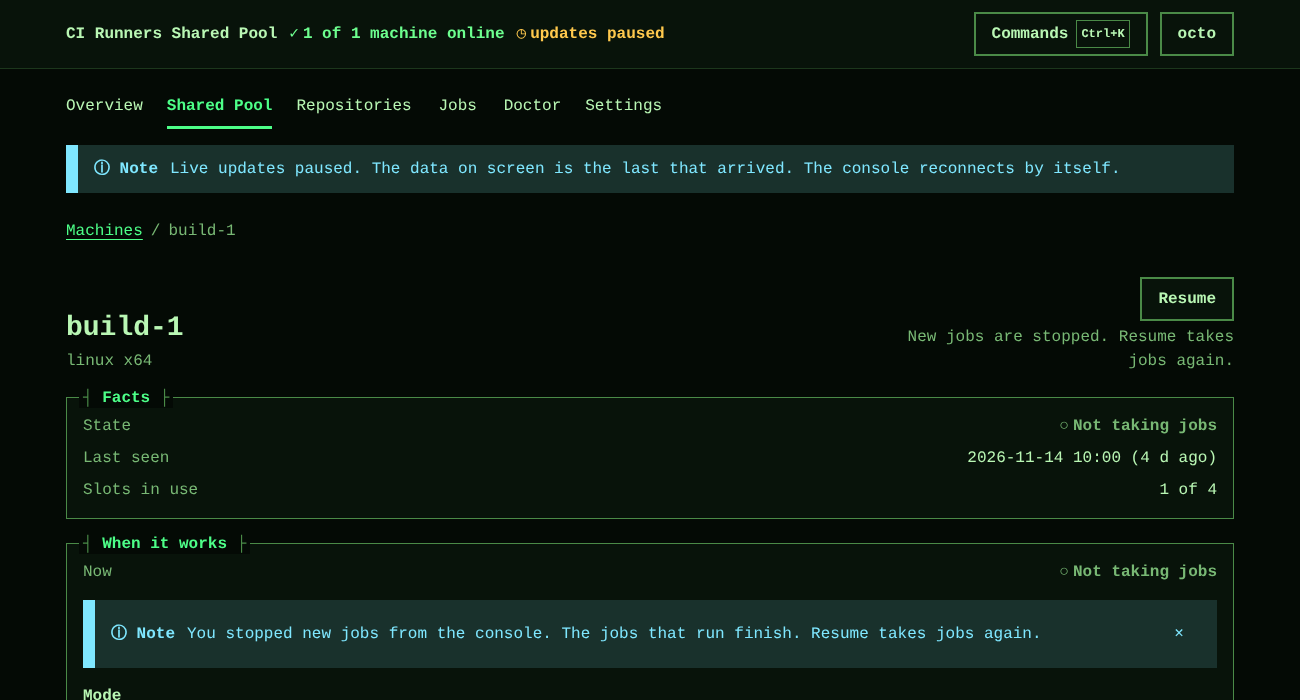 CI Runners Shared Pool ✓ 1 of 1 machine online ◷ updates paused Commands Ctrl+K octo
Overview Shared Pool Repositories Jobs Doctor Settings
ⓘ Note Live updates paused. The data on screen is the last that arrived. The console reconnects by itself.
Machines / build-1
Resume
build-1
New jobs are stopped. Resume takes
jobs again.
linux x64
Facts
State ○ Not taking jobs
Last seen 2026-11-14 10:00 (4 d ago)
Slots in use 1 of 4
When it works
Now ○ Not taking jobs
ⓘ Note You stopped new jobs from the console. The jobs that run finish. Resume takes jobs again. ×
Mode